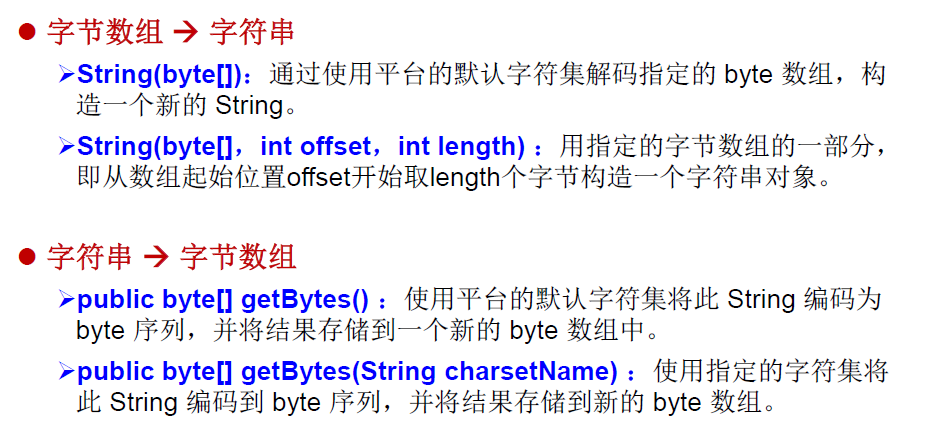 ● 字节数组 → 字符串
➢String(byte[])：通过使用平台的默认字符集解码指定的 byte 数组，构
造一个新的 String。
➢String(byte[]，int offset，int length) ：用指定的字节数组的一部分，
即从数组起始位置offset开始取length个字节构造一个字符串对象。
● 字符串 → 字节数组
➢public byte[] getBytes() ：使用平台的默认字符集将此 String 编码为
byte 序列，并将结果存储到一个新的 byte 数组中。
➢public byte[] getBytes(String charsetName) ：使用指定的字符集将
此 String 编码到 byte 序列，并将结果存储到新的 byte 数组。